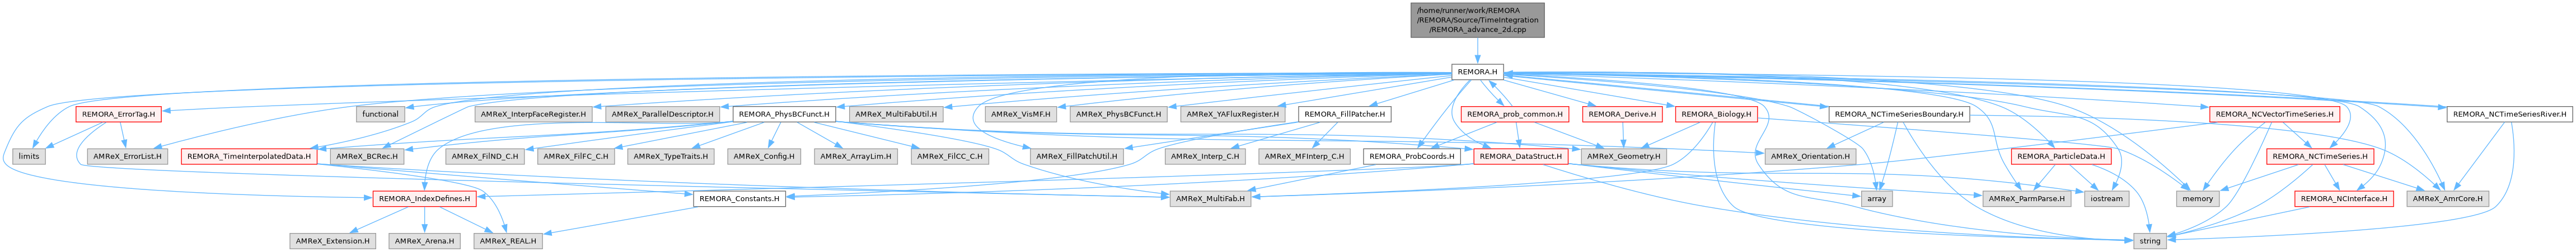 /home/runner/work/REMORA
/REMORA/Source/TimeIntegration
/REMORA_advance_2d.cpp
REMORA.H
REMORA_ErrorTag.H
functional
AMReX_InterpFaceRegister.H
AMReX_ParallelDescriptor.H
REMORA_PhysBCFunct.H
AMReX_MultiFabUtil.H
AMReX_VisMF.H
AMReX_PhysBCFunct.H
AMReX_YAFluxRegister.H
REMORA_FillPatcher.H
REMORA_prob_common.H
REMORA_Derive.H
REMORA_Biology.H
REMORA_NCTimeSeriesBoundary.H
REMORA_NCVectorTimeSeries.H
REMORA_NCTimeSeriesRiver.H
limits
AMReX_ErrorList.H
REMORA_TimeInterpolatedData.H
AMReX_BCRec.H
AMReX_FilND_C.H
AMReX_FilFC_C.H
AMReX_TypeTraits.H
AMReX_Config.H
AMReX_ArrayLim.H
AMReX_FilCC_C.H
AMReX_FillPatchUtil.H
AMReX_Interp_C.H
AMReX_MFInterp_C.H
REMORA_ProbCoords.H
REMORA_DataStruct.H
AMReX_Geometry.H
AMReX_Orientation.H
REMORA_ParticleData.H
REMORA_NCTimeSeries.H
REMORA_IndexDefines.H
AMReX_MultiFab.H
REMORA_Constants.H
array
AMReX_ParmParse.H
iostream
memory
REMORA_NCInterface.H
AMReX_AmrCore.H
AMReX_Extension.H
AMReX_Arena.H
AMReX_REAL.H
string